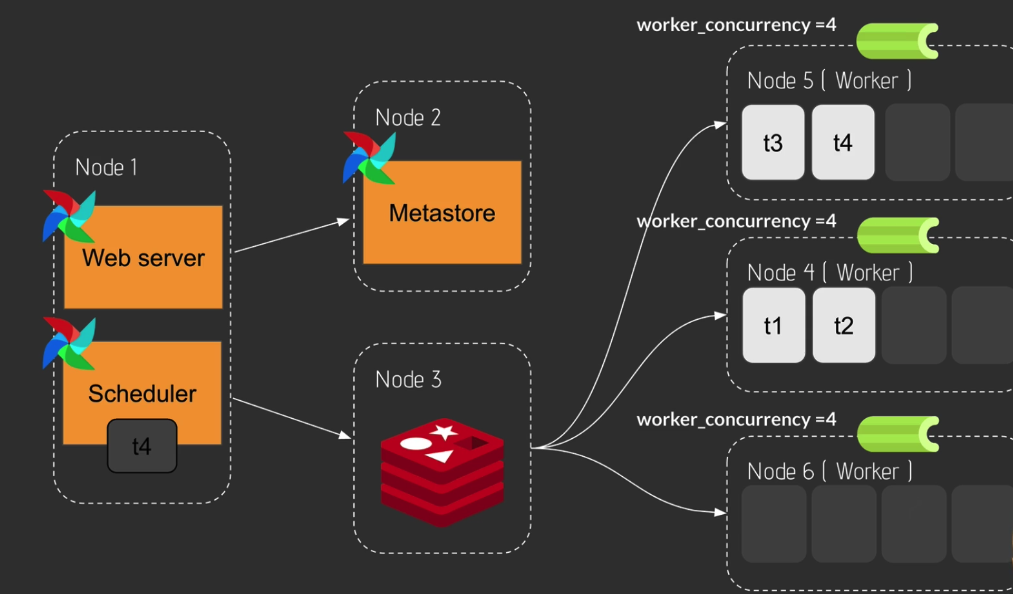 worker_concurrency =4
Node 5 ( Worker )
t3
t4
Node 2
Metastore
Node 1
Web server
worker_concurrency =4
Node 4 ( Worker )
t1
t2
Scheduler
t4
Node 3
worker_concurrency =4
Node 6 ( Worker )